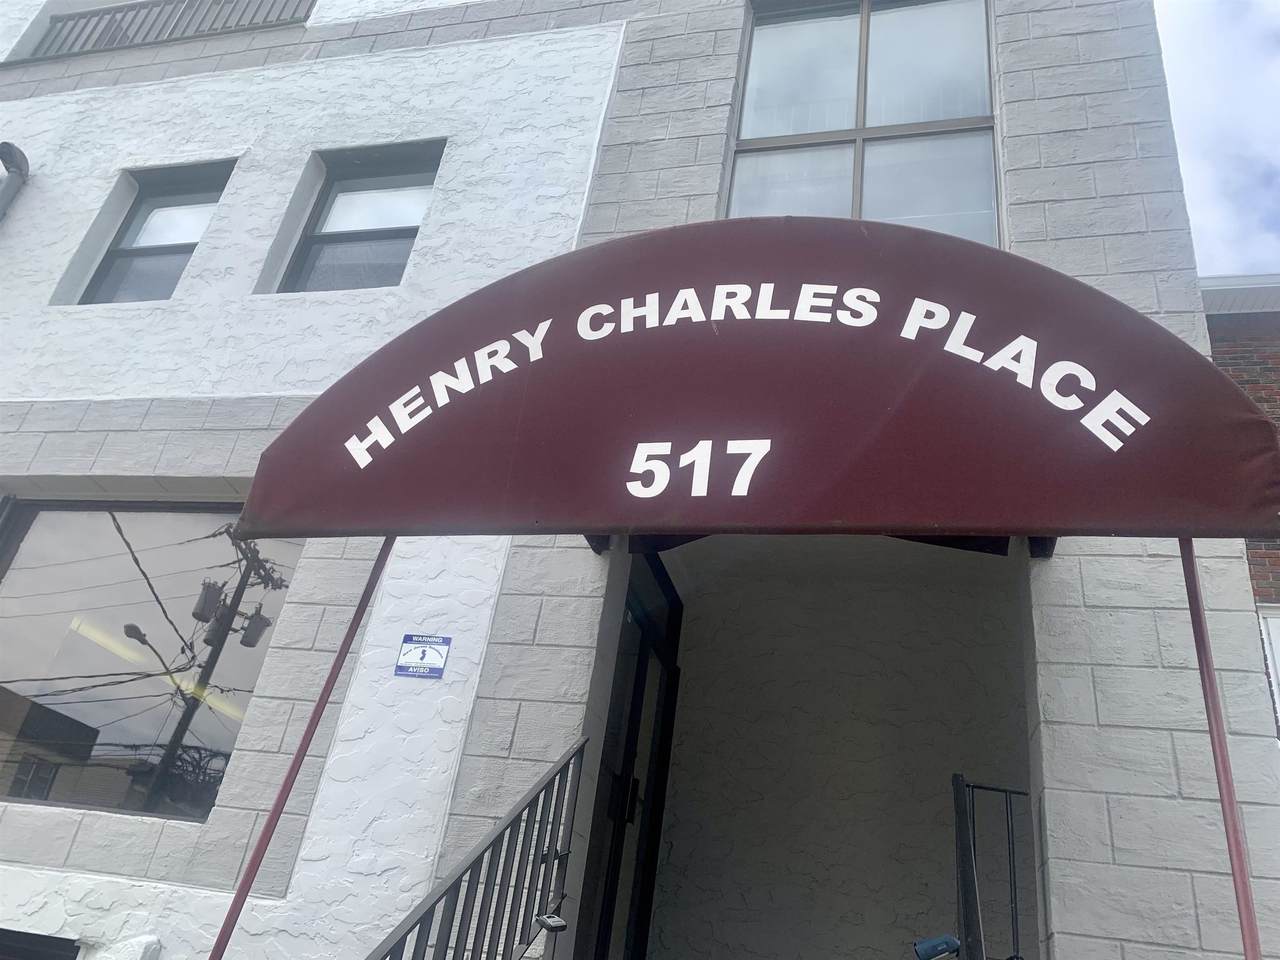 HENRY CHARLES PLACE
517
WARNING
AVISO